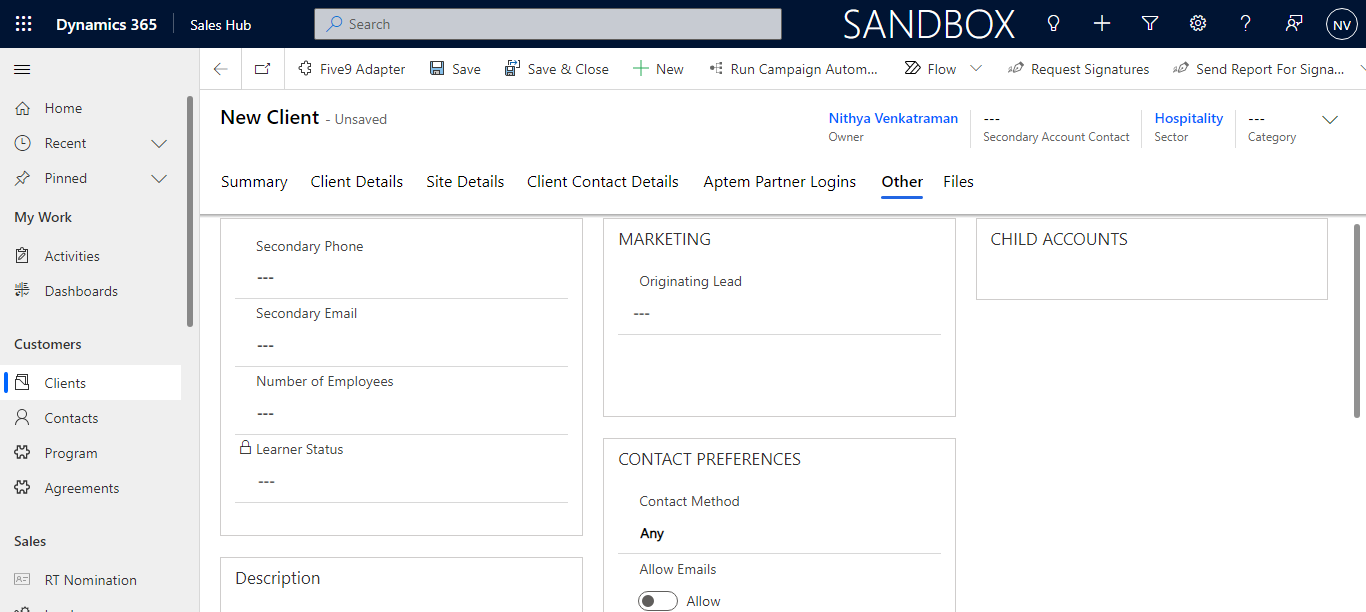 Dynamics 365
Sales Hub
Search
SANDBOX
NV
Five9 Adapter
Save
Save & Close
New
Run Campaign Autom...
Flow
Request Signatures
Send Report For Signa...
Home
Recent
Pinned
My Work
Activities
Dashboards
Customers
Clients
Contacts
Program
Agreements
Sales
RT Nomination
New Client - Unsaved
Nithya Venkatraman
Owner
---
Secondary Account Contact
Hospitality
Sector
---
Category
Summary
Client Details
Site Details
Client Contact Details
Aptem Partner Logins
Other
Files
Secondary Phone
---
Secondary Email
---
Number of Employees
---
Learner Status
---
Description
MARKETING
Originating Lead
---
CONTACT PREFERENCES
Contact Method
Any
Allow Emails
Allow
CHILD ACCOUNTS